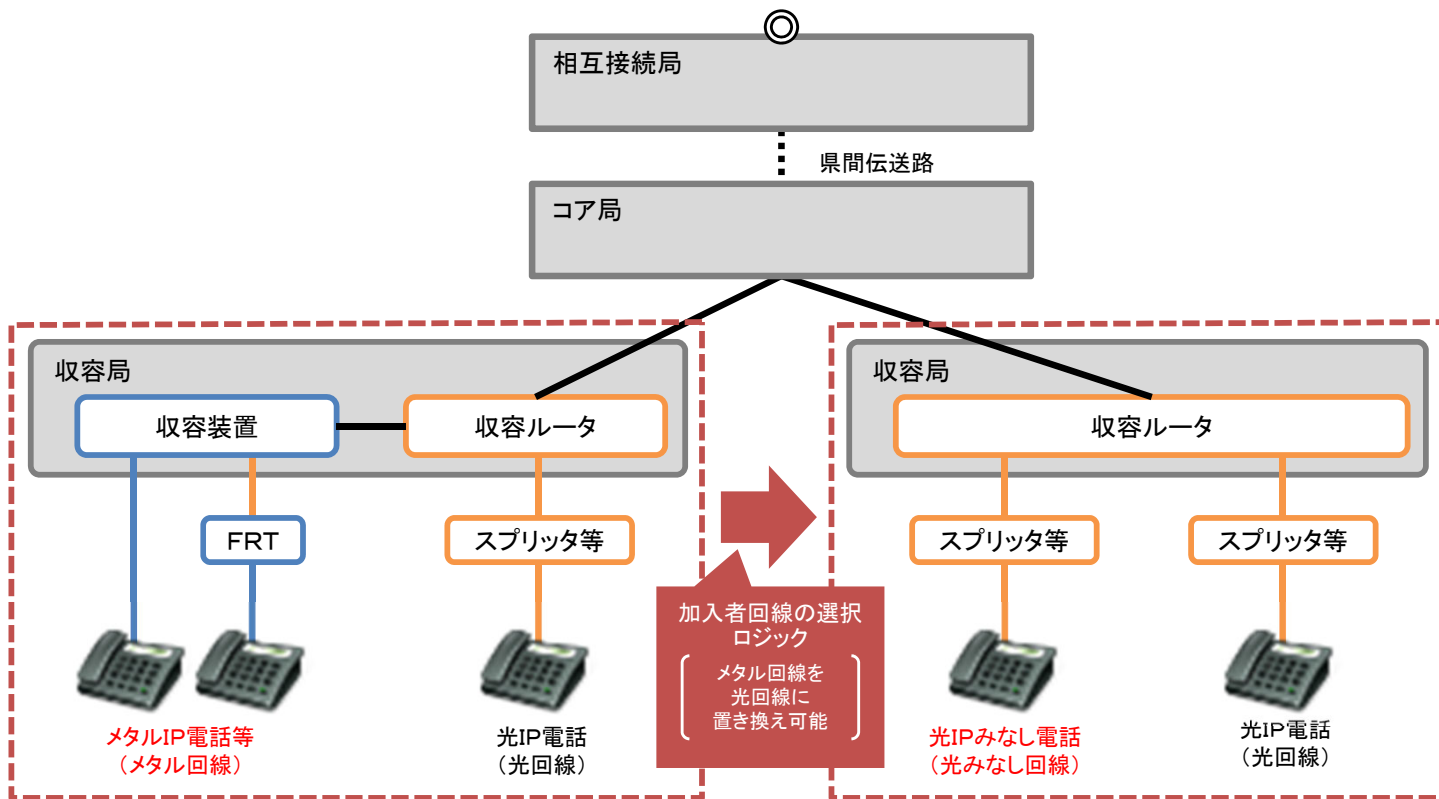 相互接続局
県間伝送路
コア局
収容局
収容装置
収容ルータ
FRT
スプリッタ等
メタルIP電話等
（メタル回線）
光IP電話
（光回線）
加入者回線の選択
ロジック
メタル回線を
光回線に
置き換え可能
収容局
収容ルータ
スプリッタ等
スプリッタ等
光IPみなし電話
（光みなし回線）
光IP電話
（光回線）